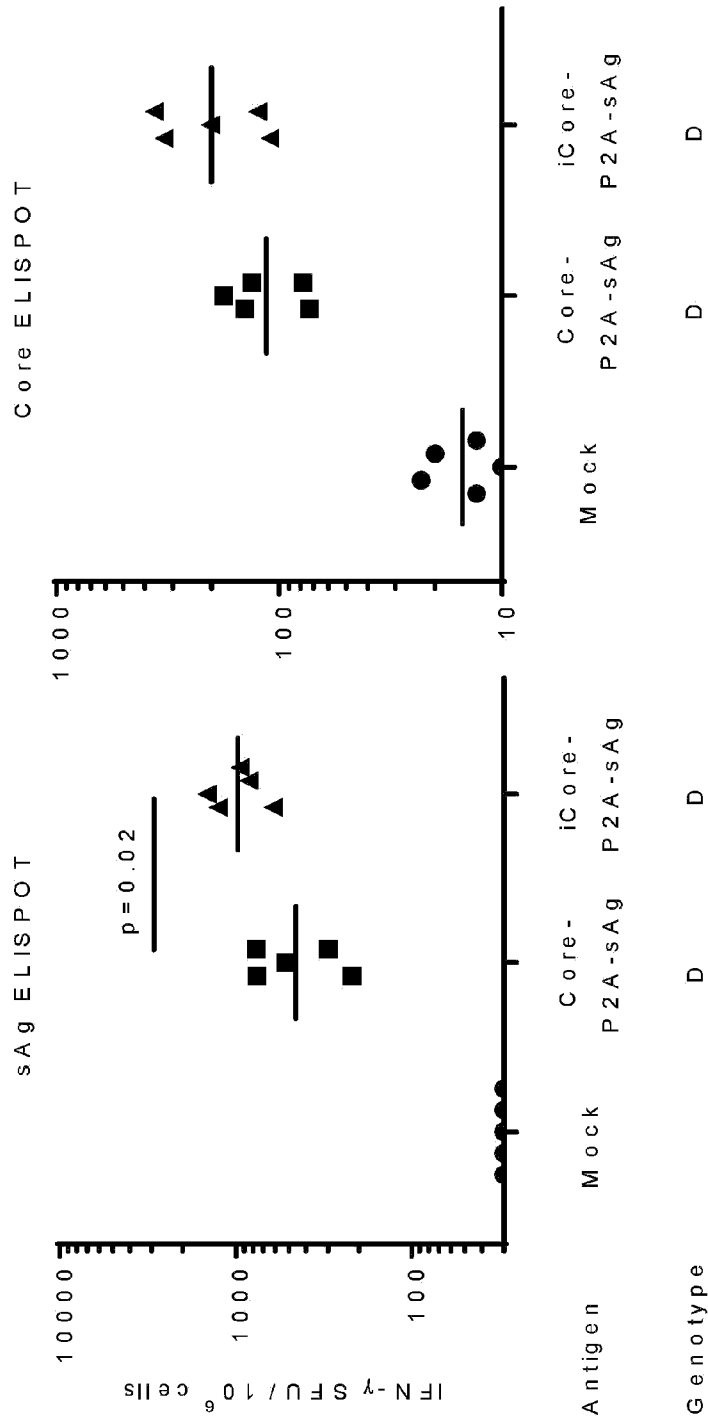 sAg ELISPOT
IFN-γ SFU / 10⁶ cells
10000
1000
100
p=0.02
Antigen
Mock
Core-
P2A-sAg
iCore-
P2A-sAg
Genotype
D
D
Core ELISPOT
1000
100
10
Mock
Core-
P2A-sAg
iCore-
P2A-sAg
D
D